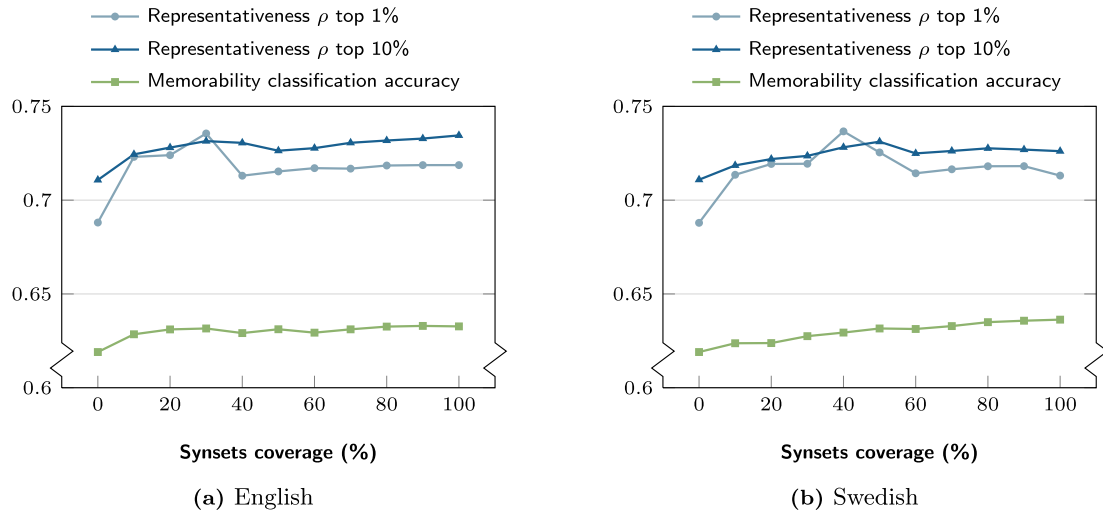 Representativeness ρ top 1%
Representativeness ρ top 10%
Memorability classification accuracy
0.75
0.7
0.65
0.6
0 20 40 60 80 100
Synsets coverage (%)
(a) English
Representativeness ρ top 1%
Representativeness ρ top 10%
Memorability classification accuracy
0.75
0.7
0.65
0.6
0 20 40 60 80 100
Synsets coverage (%)
(b) Swedish